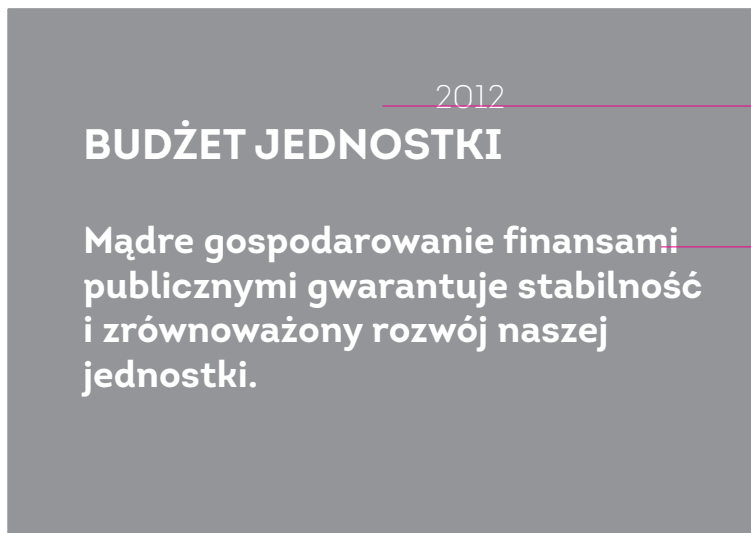 2012
BUDŻET JEDNOSTKI
Mądre gospodarowanie finansami
publicznymi gwarantuje stabilność
i zrównoważony rozwój naszej
jednostki.